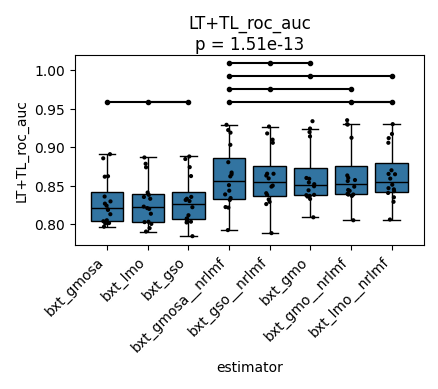 LT+TL_roc_auc
p = 1.51e-13
1.00
0.95
0.90
0.85
0.80
LT+TL_roc_auc
bxt_gmosa
bxt_lmo
bxt_gso
bxt_gmosa__nrlmf
bxt_gso__nrlmf
bxt_gmo
bxt_gmo__nrlmf
bxt_lmo__nrlmf
estimator